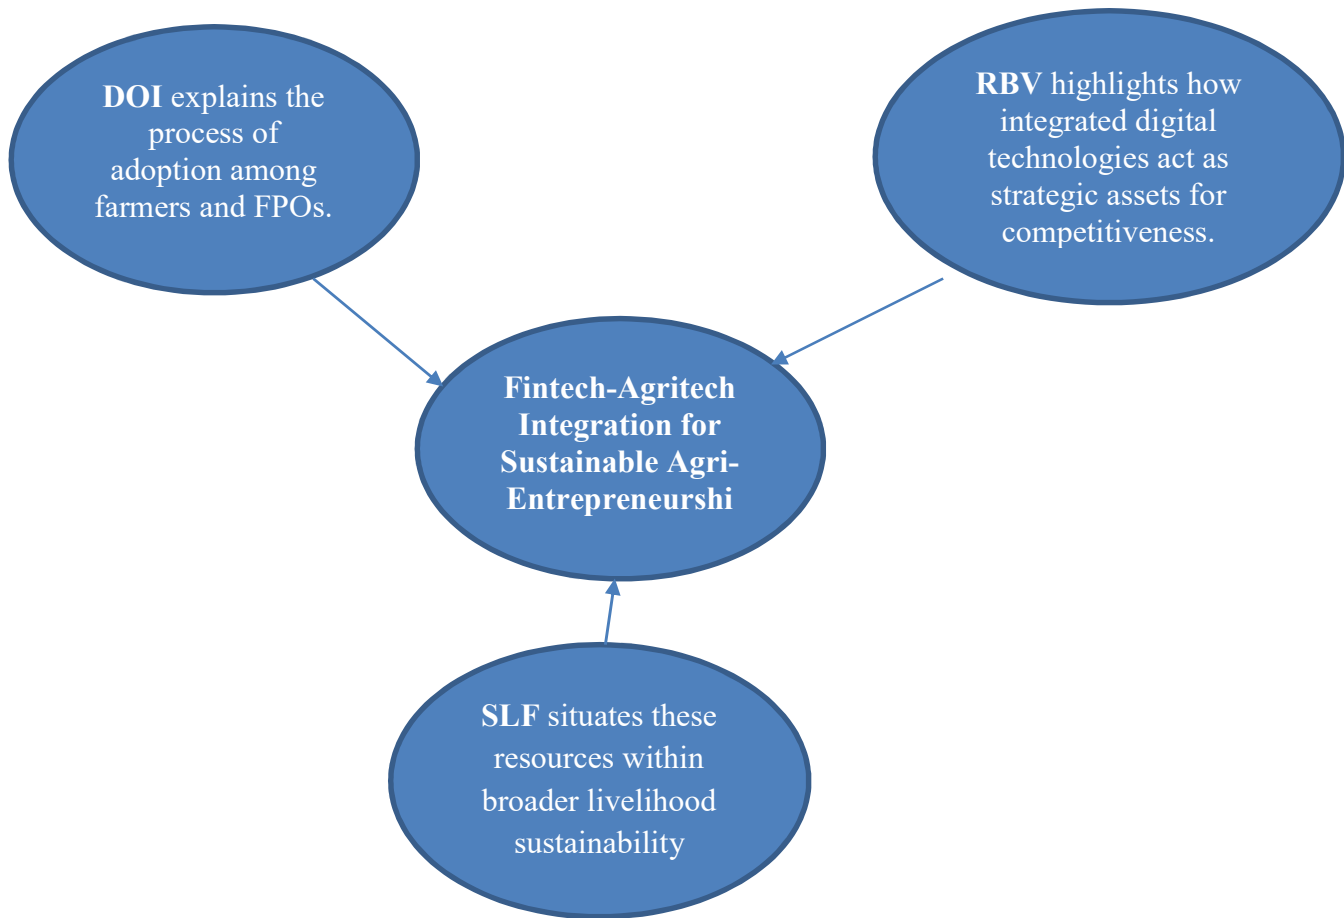 DOI explains the
process of
adoption among
farmers and FPOs.
RBV highlights how
integrated digital
technologies act as
strategic assets for
competitiveness.
Fintech-Agritech
Integration for
Sustainable Agri-
Entrepreneurshi
SLF situates these
resources within
broader livelihood
sustainability